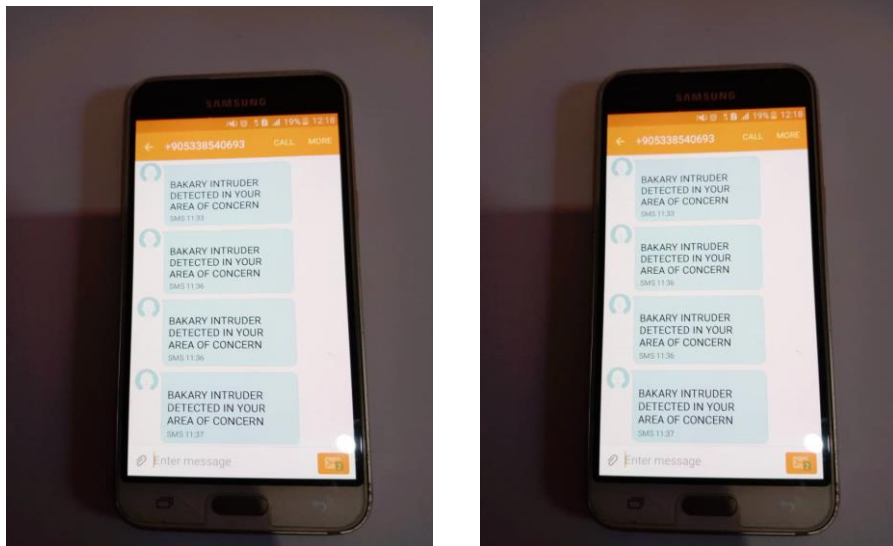 SAMSUNG
19% 12:18
+905338540693 CALL MORE
BAKARY INTRUDER
DETECTED IN YOUR
AREA OF CONCERN
SMS 11:33
BAKARY INTRUDER
DETECTED IN YOUR
AREA OF CONCERN
SMS 11:36
BAKARY INTRUDER
DETECTED IN YOUR
AREA OF CONCERN
SMS 11:36
BAKARY INTRUDER
DETECTED IN YOUR
AREA OF CONCERN
SMS 11:37
Enter message
SAMSUNG
19% 12:18
+905338540693 CALL MORE
BAKARY INTRUDER
DETECTED IN YOUR
AREA OF CONCERN
SMS 11:33
BAKARY INTRUDER
DETECTED IN YOUR
AREA OF CONCERN
SMS 11:36
BAKARY INTRUDER
DETECTED IN YOUR
AREA OF CONCERN
SMS 11:36
BAKARY INTRUDER
DETECTED IN YOUR
AREA OF CONCERN
SMS 11:37
Enter message